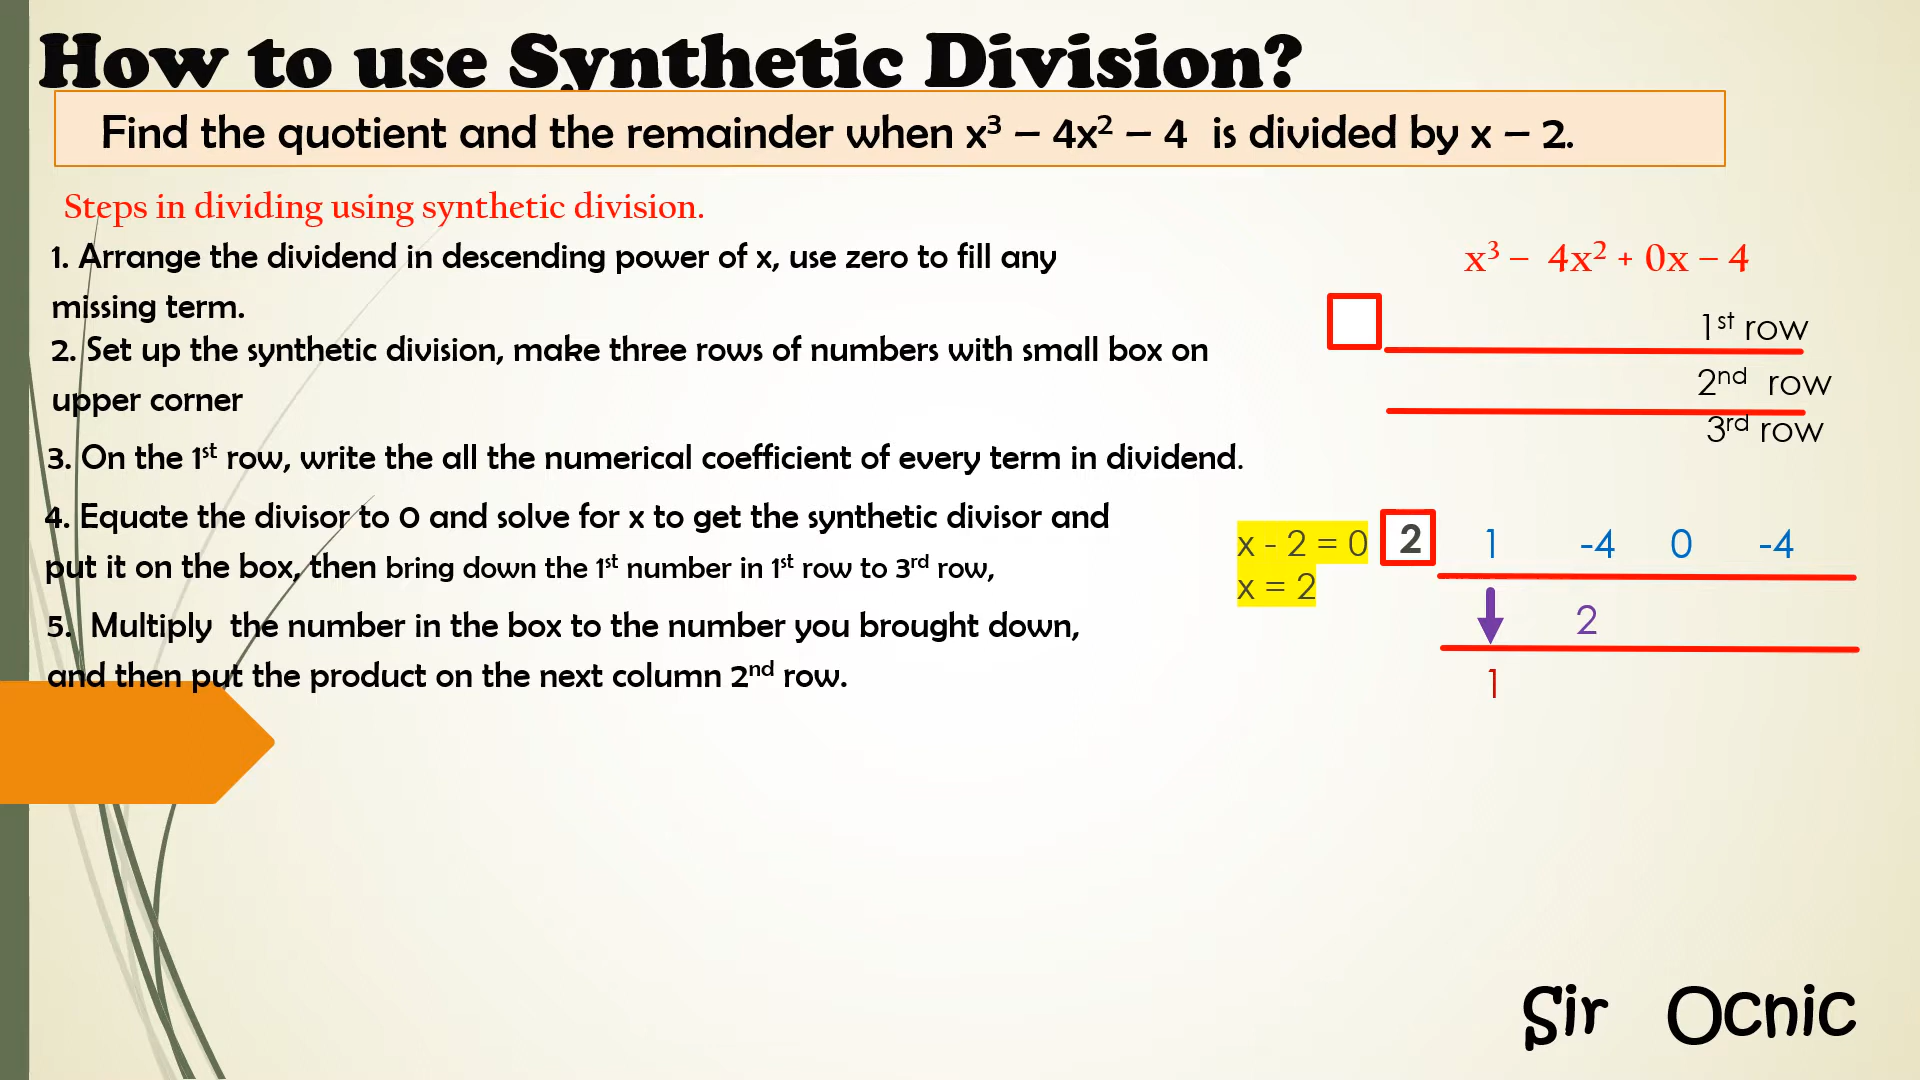 How to use Synthetic Division?
Find the quotient and the remainder when x³ – 4x² – 4 is divided by x – 2.
Steps in dividing using synthetic division.
1. Arrange the dividend in descending power of x, use zero to fill any
missing term.
2. Set up the synthetic division, make three rows of numbers with small box on
upper corner
3. On the 1st row, write the all the numerical coefficient of every term in dividend.
4. Equate the divisor to 0 and solve for x to get the synthetic divisor and
put it on the box, then bring down the 1st number in 1st row to 3rd row,
5. Multiply the number in the box to the number you brought down,
and then put the product on the next column 2nd row.
x³ – 4x² + 0x – 4
1st row
2nd row
3rd row
x - 2 = 0 2 1 -4 0 -4
x = 2
2
1
Sir Ocnic